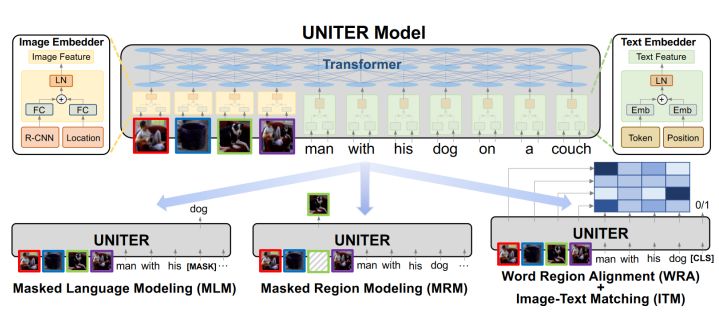 UNITER Model
Image Embedder
Image Feature
LN
FC
FC
R-CNN
Location
Transformer
man with his dog on a couch
Text Embedder
Text Feature
LN
Emb
Emb
Token
Position
dog
UNITER
man with his [MASK] ...
Masked Language Modeling (MLM)
UNITER
man with his dog ...
Masked Region Modeling (MRM)
0/1
UNITER
man with his dog [CLS]
Word Region Alignment (WRA)
+
Image-Text Matching (ITM)